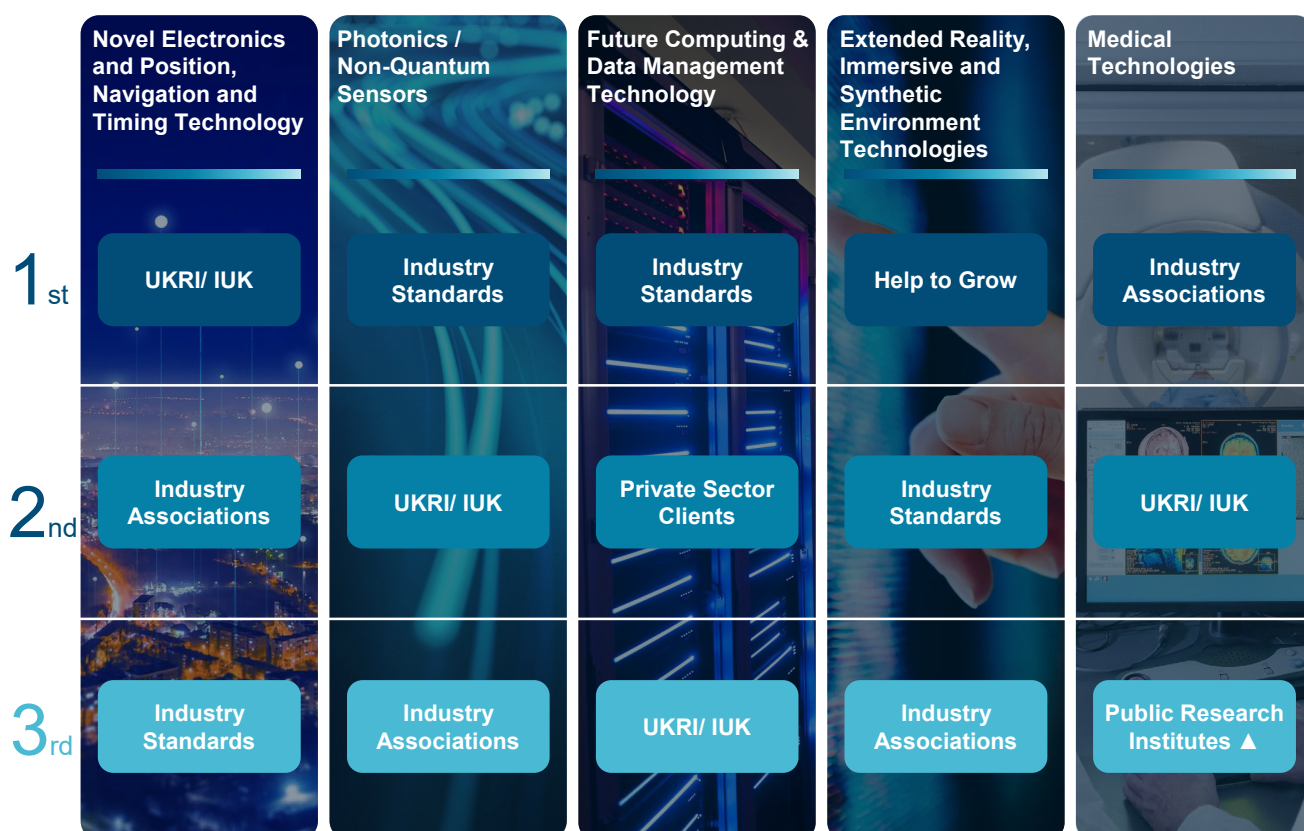 Novel Electronics
and Position,
Navigation and
Timing Technology
Photonics /
Non-Quantum
Sensors
Future Computing &
Data Management
Technology
Extended Reality,
Immersive and
Synthetic
Environment
Technologies
Medical
Technologies
1st
UKRI/ IUK
Industry
Standards
Industry
Standards
Help to Grow
Industry
Associations
2nd
Industry
Associations
UKRI/ IUK
Private Sector
Clients
Industry
Standards
UKRI/ IUK
3rd
Industry
Standards
Industry
Associations
UKRI/ IUK
Industry
Associations
Public Research
Institutes ▲